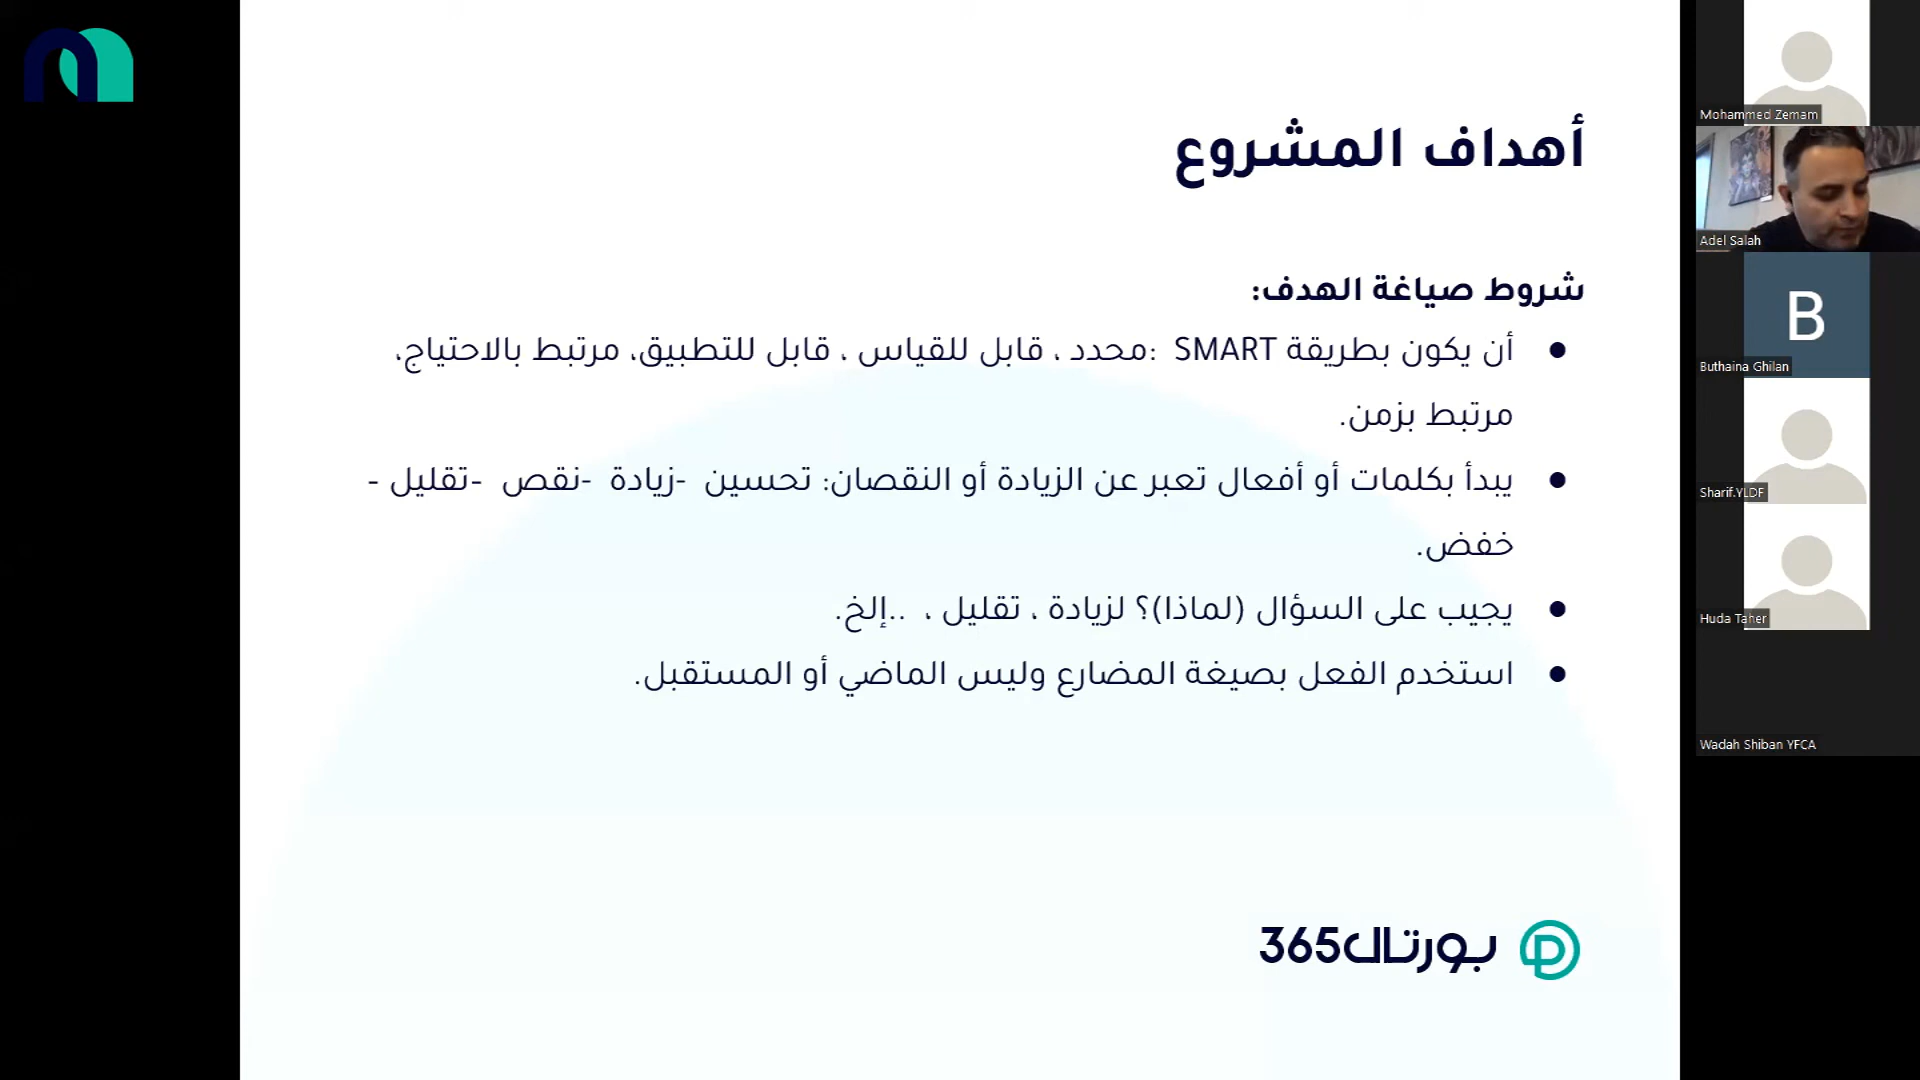 أهداف المشروع
شروط صياغة الهدف:
● أن يكون بطريقة SMART :محدد ، قابل للقياس ، قابل للتطبيق، مرتبط بالاحتياج،
مرتبط بزمن.
● يبدأ بكلمات أو أفعال تعبر عن الزيادة أو النقصان: تحسين -زيادة -نقص -تقليل -
خفض.
● يجيب على السؤال (لماذا)؟ لزيادة ، تقليل ، ..إلخ.
● استخدم الفعل بصيغة المضارع وليس الماضي أو المستقبل.
بورتال365
Mohammed Zemam
Adel Salah
B
Buthaina Ghilan
Sharif.YLDF
Huda Taher
Wadah Shiban YFCA